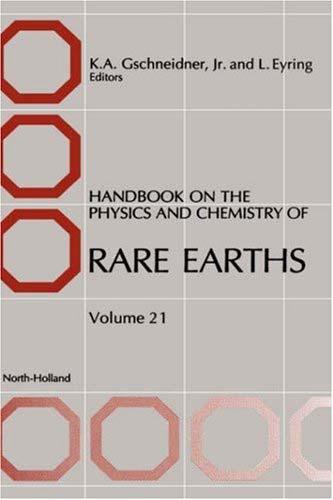 K.A. Gschneidner, Jr. and L. Eyring
Editors
HANDBOOK ON THE
PHYSICS AND CHEMISTRY OF
RARE EARTHS
Volume 21
North-Holland